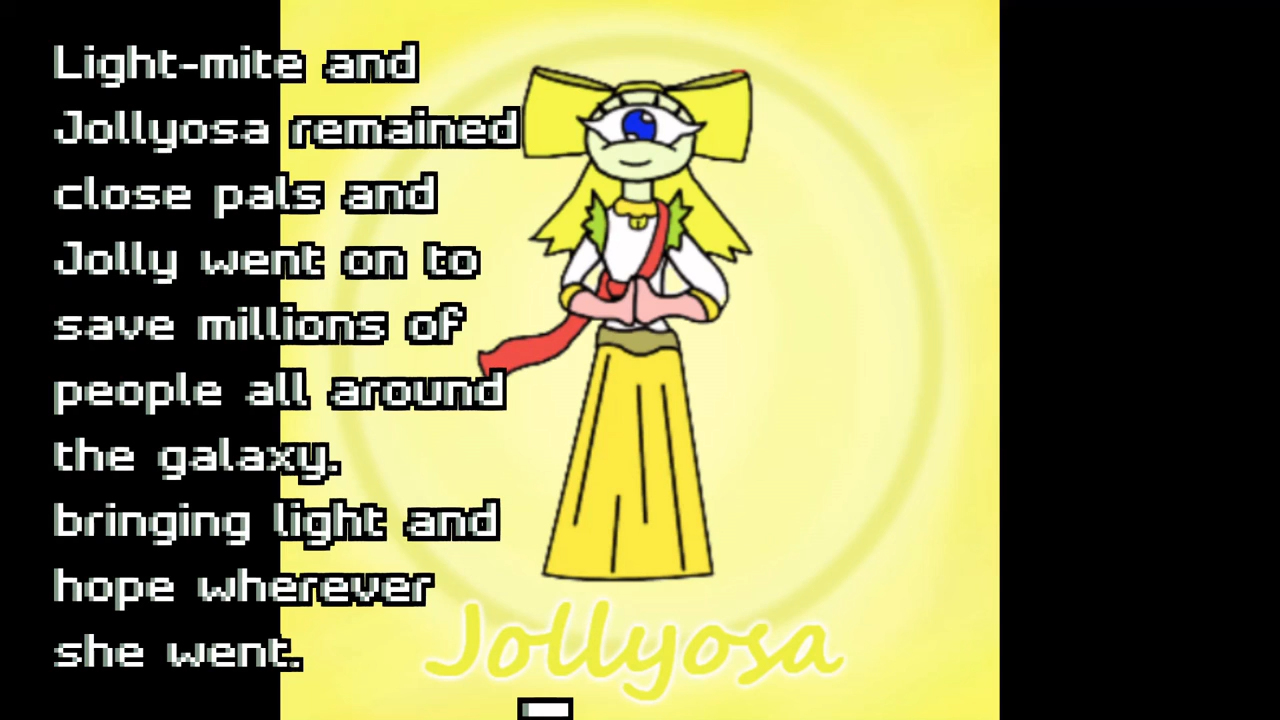 Light-mite and
Jollyosa remained
close pals and
Jolly went on to
save millions of
people all around
the galaxy.
bringing light and
hope wherever
she went.
Jollyosa